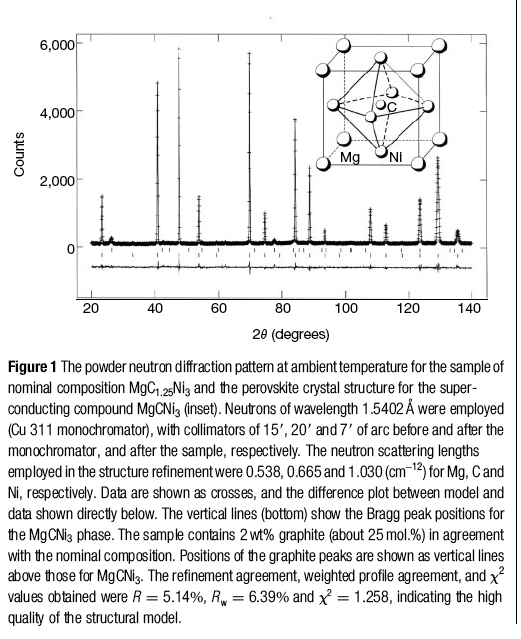 6,000
4,000
2,000
0
Counts
C
Mg
Ni
20
40
60
80
100
120
140
2θ (degrees)
Figure 1 The powder neutron diffraction pattern at ambient temperature for the sample of
nominal composition MgC₁.₂₅Ni₃ and the perovskite crystal structure for the super-
conducting compound MgCNi₃ (inset). Neutrons of wavelength 1.5402 Å were employed
(Cu 311 monochromator), with collimators of 15′, 20′ and 7′ of arc before and after the
monochromator, and after the sample, respectively. The neutron scattering lengths
employed in the structure refinement were 0.538, 0.665 and 1.030 (cm⁻¹²) for Mg, C and
Ni, respectively. Data are shown as crosses, and the difference plot between model and
data shown directly below. The vertical lines (bottom) show the Bragg peak positions for
the MgCNi₃ phase. The sample contains 2 wt% graphite (about 25 mol.%) in agreement
with the nominal composition. Positions of the graphite peaks are shown as vertical lines
above those for MgCNi₃. The refinement agreement, weighted profile agreement, and χ²
values obtained were R = 5.14%, R_w = 6.39% and χ² = 1.258, indicating the high
quality of the structural model.